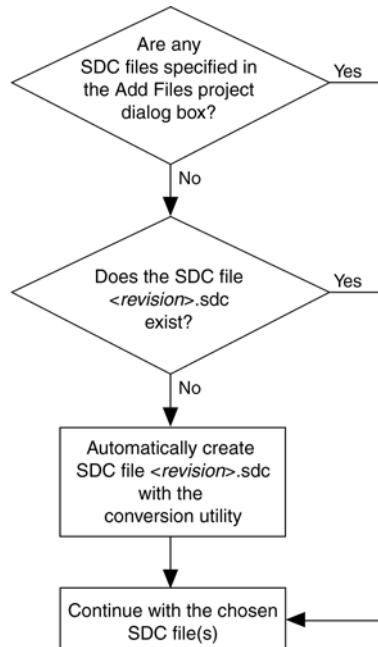 Are any
SDC files specified in
the Add Files project
dialog box?
Yes
No
Does the SDC file
<revision>.sdc
exist?
Yes
No
Automatically create
SDC file <revision>.sdc
with the
conversion utility
Continue with the chosen
SDC file(s)